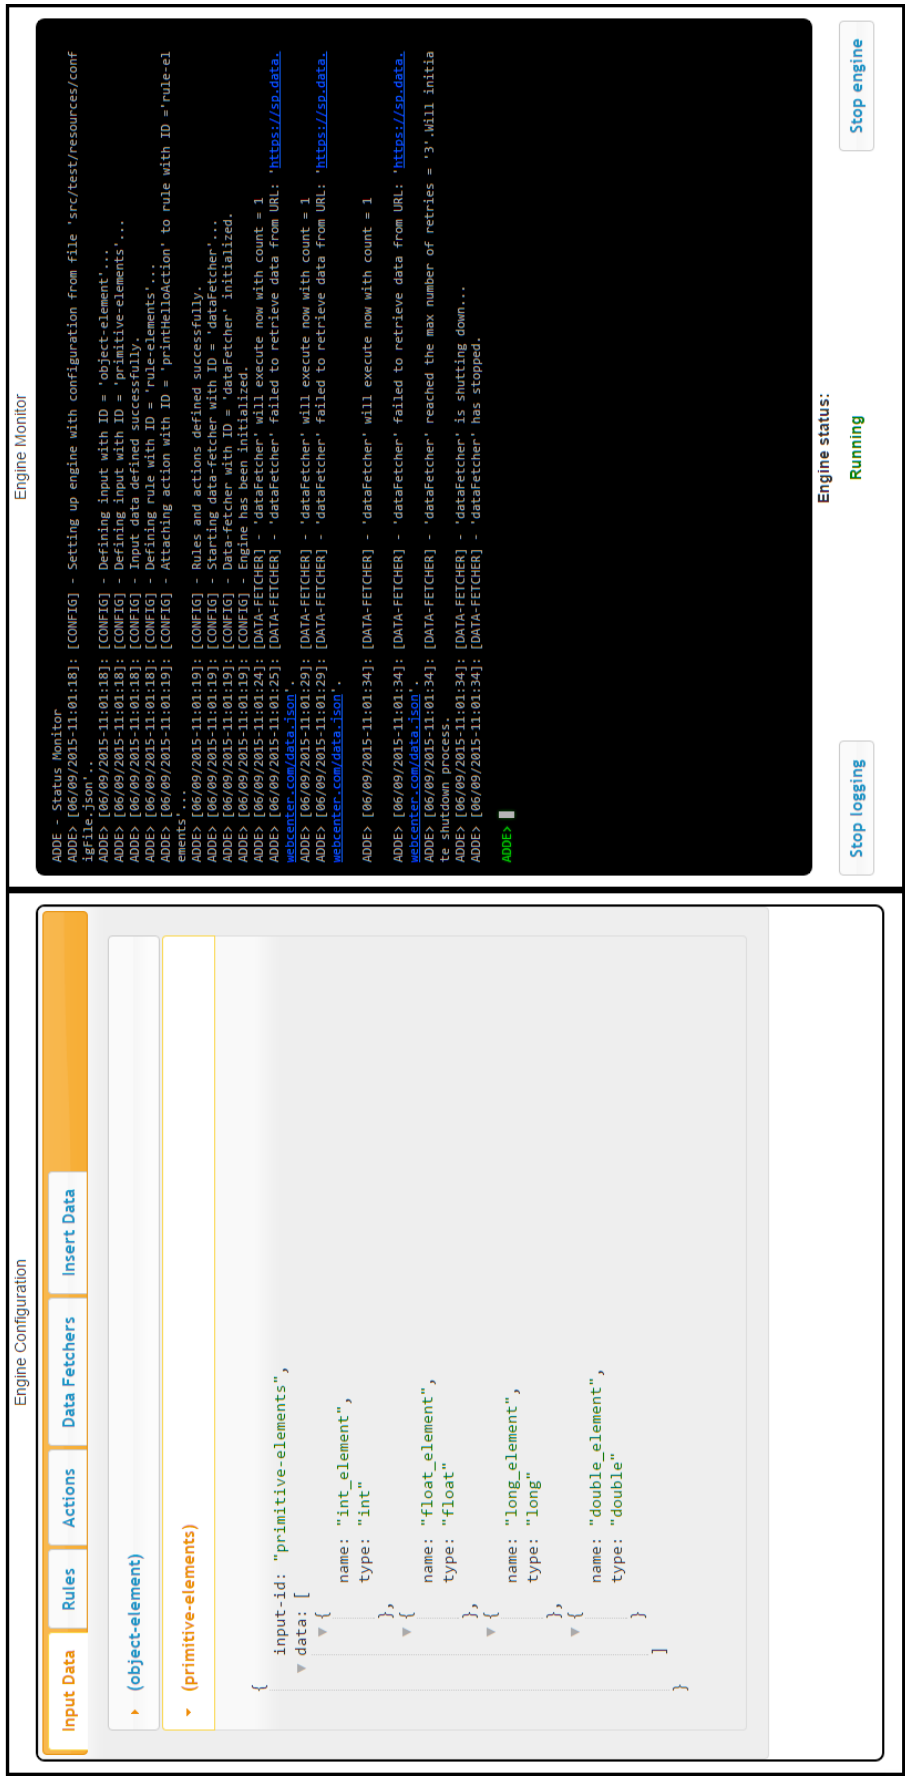 Engine Configuration
Input Data
Rules
Actions
Data Fetchers
Insert Data
(object-element)
(primitive-elements)
{
input-id: "primitive-elements",
data: [
{
name: "int_element",
type: "int"
},
{
name: "float_element",
type: "float"
},
{
name: "long_element",
type: "long"
},
{
name: "double_element",
type: "double"
}
]
}
Engine Monitor
ADDE - Status Monitor
ADDE> [06/09/2015-11:01:18]: [CONFIG] - Setting up engine with configuration from file 'src/test/resources/conf
igfile.json'..
ADDE> [06/09/2015-11:01:18]: [CONFIG] - Defining input with ID = 'object-element'...
ADDE> [06/09/2015-11:01:18]: [CONFIG] - Defining input with ID = 'primitive-elements'...
ADDE> [06/09/2015-11:01:18]: [CONFIG] - Input data defined successfully.
ADDE> [06/09/2015-11:01:18]: [CONFIG] - Defining rule with ID = 'rule-elements'...
ADDE> [06/09/2015-11:01:19]: [CONFIG] - Attaching action with ID = 'printHelloAction' to rule with ID ='rule-el
ements'...
ADDE> [06/09/2015-11:01:19]: [CONFIG] - Rules and actions defined successfully.
ADDE> [06/09/2015-11:01:19]: [CONFIG] - Starting data-fetcher with ID = 'dataFetcher'...
ADDE> [06/09/2015-11:01:19]: [CONFIG] - Data-fetcher with ID = 'dataFetcher' initialized.
ADDE> [06/09/2015-11:01:19]: [CONFIG] - Engine has been initialized.
ADDE> [06/09/2015-11:01:24]: [DATA-FETCHER] - 'dataFetcher' will execute now with count = 1
ADDE> [06/09/2015-11:01:25]: [DATA-FETCHER] - 'dataFetcher' failed to retrieve data from URL: 'https://sp.data.
webcenter.com/data.json'.
ADDE> [06/09/2015-11:01:29]: [DATA-FETCHER] - 'dataFetcher' will execute now with count = 1
ADDE> [06/09/2015-11:01:29]: [DATA-FETCHER] - 'dataFetcher' failed to retrieve data from URL: 'https://sp.data.
webcenter.com/data.json'.
ADDE> [06/09/2015-11:01:34]: [DATA-FETCHER] - 'dataFetcher' will execute now with count = 1
ADDE> [06/09/2015-11:01:34]: [DATA-FETCHER] - 'dataFetcher' failed to retrieve data from URL: 'https://sp.data.
webcenter.com/data.json'.
ADDE> [06/09/2015-11:01:34]: [DATA-FETCHER] - 'dataFetcher' reached the max number of retries = '3'.Will initia
te shutdown process.
ADDE> [06/09/2015-11:01:34]: [DATA-FETCHER] - 'dataFetcher' is shutting down...
ADDE> [06/09/2015-11:01:34]: [DATA-FETCHER] - 'dataFetcher' has stopped.
ADDE>
Stop logging
Engine status:
Running
Stop engine